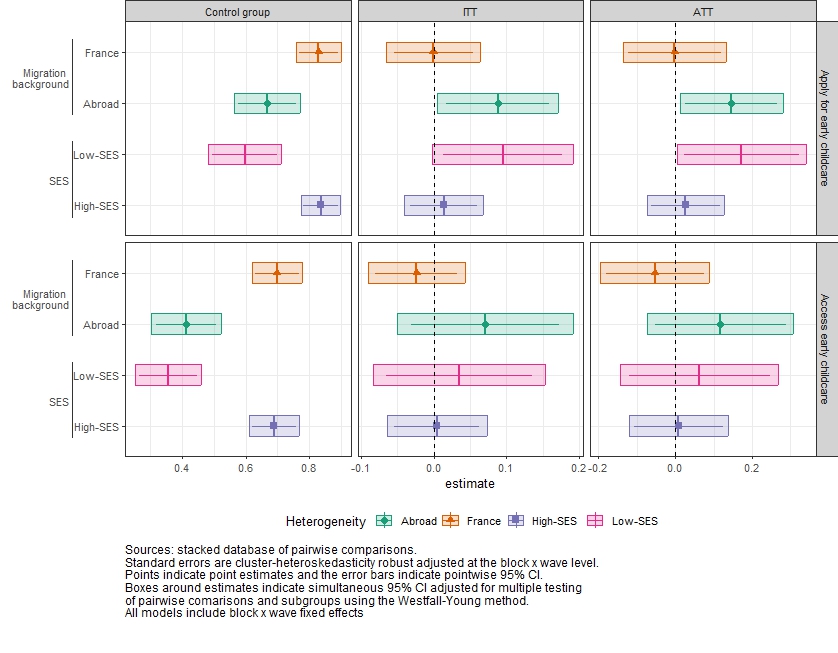 Control group
ITT
ATT
France
Migration
background
Abroad
Low-SES
SES
High-SES
Apply for early childcare
France
Migration
background
Abroad
Low-SES
SES
High-SES
Access early childcare
0.4 0.6 0.8 -0.1 0.0 0.1 0.2 -0.2 0.0 0.2
estimate
Heterogeneity Abroad France High-SES Low-SES
Sources: stacked database of pairwise comparisons.
Standard errors are cluster-heteroskedasticity robust adjusted at the block x wave level.
Points indicate point estimates and the error bars indicate pointwise 95% CI.
Boxes around estimates indicate simultaneous 95% CI adjusted for multiple testing
of pairwise comarisons and subgroups using the Westfall-Young method.
All models include block x wave fixed effects